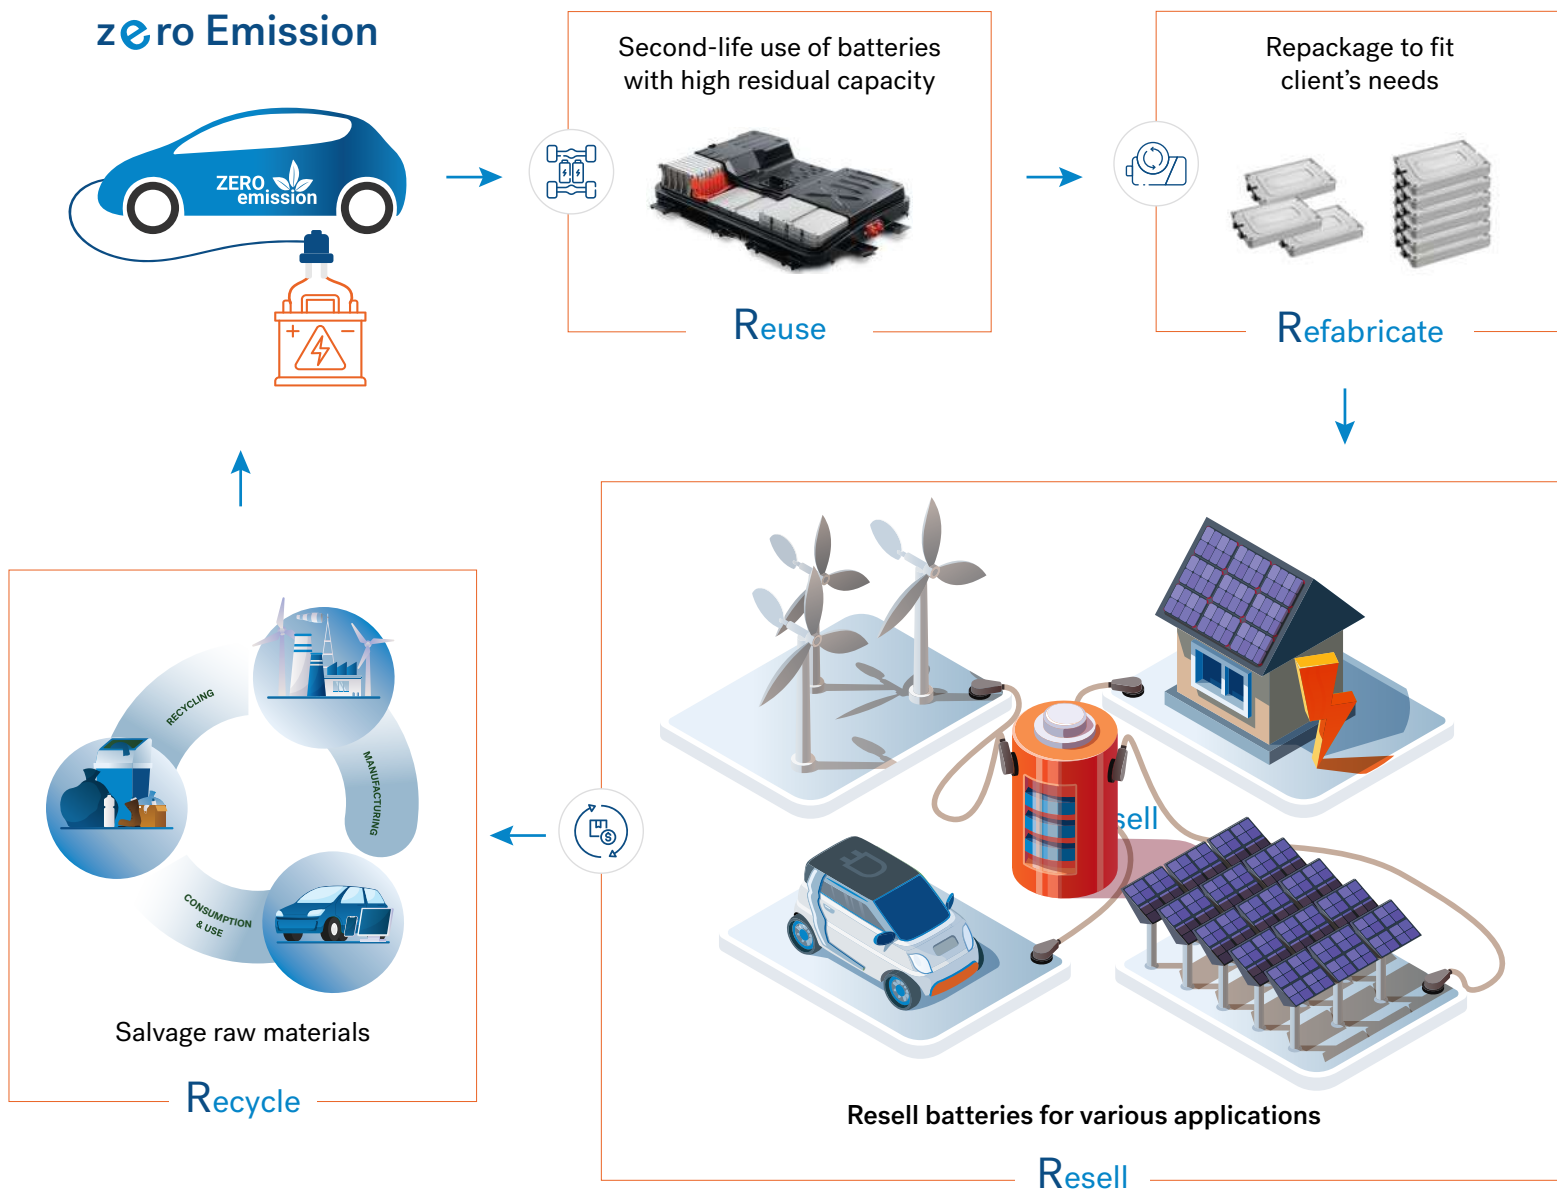 zero Emission
ZERO
emission
+ −
Second-life use of batteries
with high residual capacity
Reuse
Repackage to fit
client's needs
Refabricate
sell
Resell batteries for various applications
Resell
RECYCLING
MANUFACTURING
CONSUMPTION
& USE
Salvage raw materials
Recycle